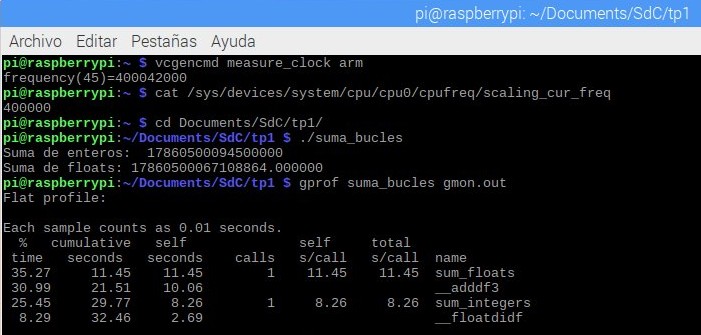 pi@raspberrypi: ~/Documents/SdC/tp1
Archivo Editar Pestañas Ayuda
pi@raspberrypi:~ $ vcgencmd measure_clock arm
frequency(45)=400042000
pi@raspberrypi:~ $ cat /sys/devices/system/cpu/cpu0/cpufreq/scaling_cur_freq
400000
pi@raspberrypi:~ $ cd Documents/SdC/tp1/
pi@raspberrypi:~/Documents/SdC/tp1 $ ./suma_bucles
Suma de enteros:  17860500094500000
Suma de floats: 17860500067108864.000000
pi@raspberrypi:~/Documents/SdC/tp1 $ gprof suma_bucles gmon.out
Flat profile:
Each sample counts as 0.01 seconds.
  %   cumulative   self              self     total
 time   seconds   seconds    calls   s/call   s/call  name
 35.27     11.45    11.45        1    11.45    11.45  sum_floats
 30.99     21.51    10.06                             __adddf3
 25.45     29.77     8.26        1     8.26     8.26  sum_integers
  8.29     32.46     2.69                             __floatdidf